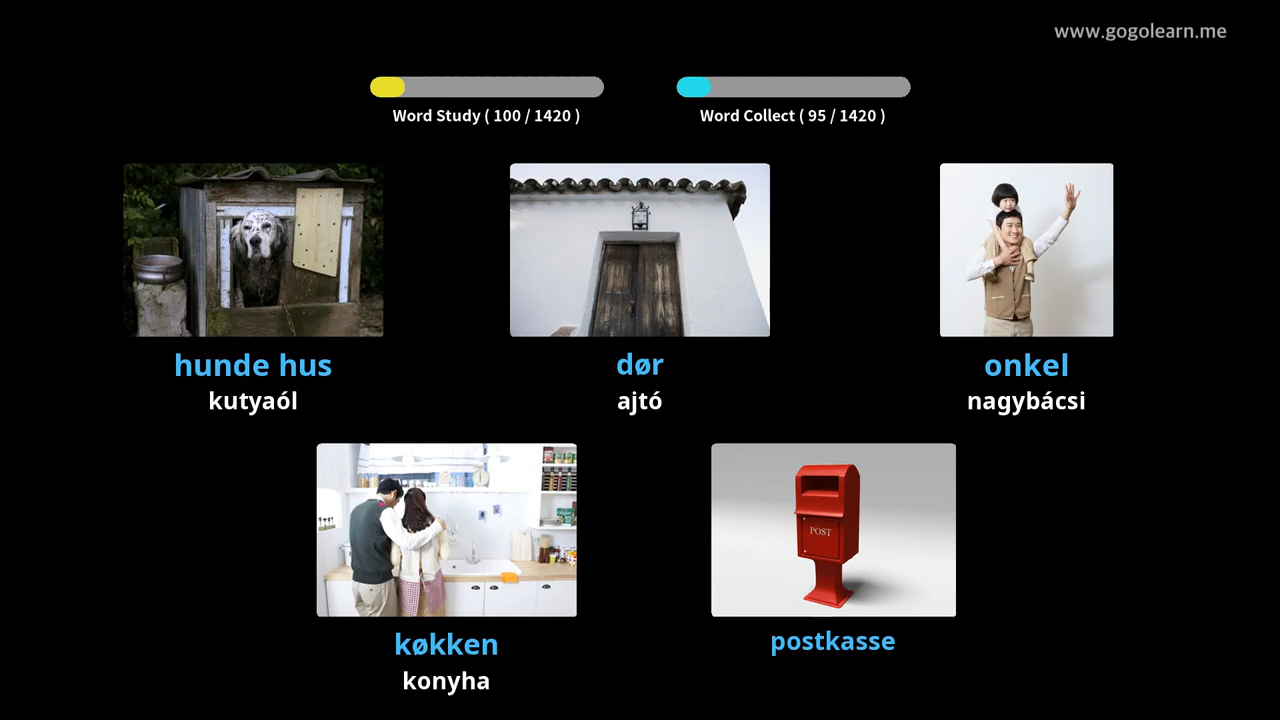 www.gogolearn.me
Word Study ( 100 / 1420 )
Word Collect ( 95 / 1420 )
hunde hus
kutyaól
dør
ajtó
onkel
nagybácsi
køkken
konyha
POST
postkasse